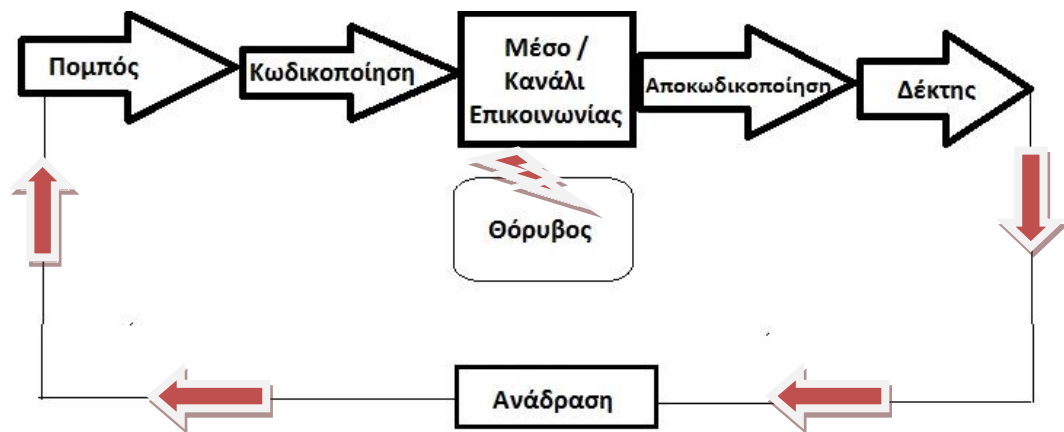 Πομπός
Κωδικοποίηση
Μέσο /
Κανάλι
Επικοινωνίας
Αποκωδικοποίηση
Δέκτης
Θόρυβος
Ανάδραση